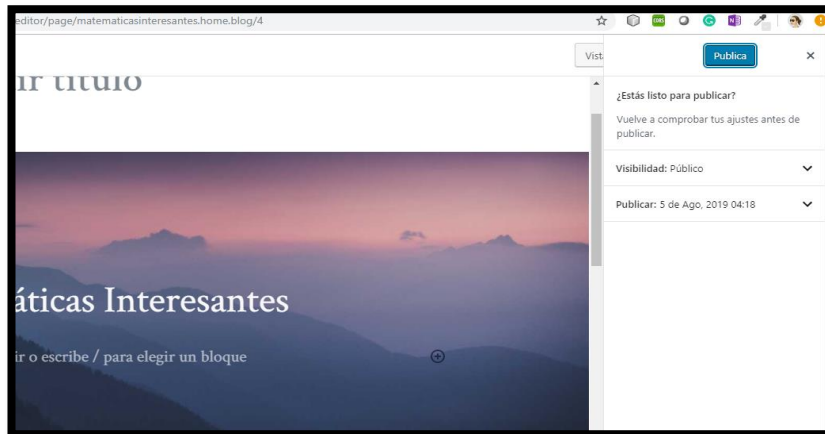 editor/page/matematicasinteresantes.home.blog/4
Vist
Publica
ir título
¿Estás listo para publicar?
Vuelve a comprobar tus ajustes antes de
publicar.
Visibilidad: Público
Publicar: 5 de Ago, 2019 04:18
áticas Interesantes
ir o escribe / para elegir un bloque